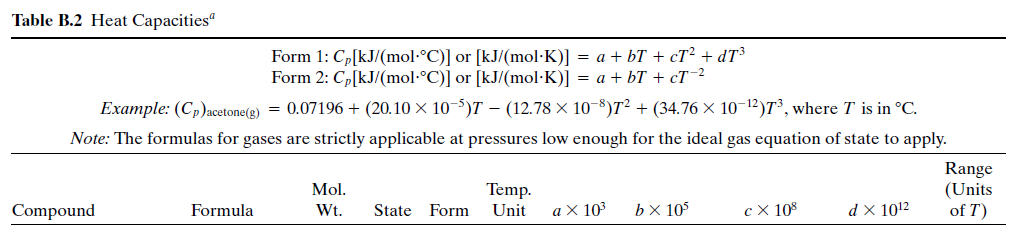 Table B.2 Heat Capacitiesᵃ
Form 1: Cₚ[kJ/(mol·°C)] or [kJ/(mol·K)] = a + bT + cT² + dT³
Form 2: Cₚ[kJ/(mol·°C)] or [kJ/(mol·K)] = a + bT + cT⁻²
Example: (Cₚ)acetone(g) = 0.07196 + (20.10 × 10⁻⁵)T − (12.78 × 10⁻⁸)T² + (34.76 × 10⁻¹²)T³, where T is in °C.
Note: The formulas for gases are strictly applicable at pressures low enough for the ideal gas equation of state to apply.
Range
Mol. Temp. (Units
Compound Formula Wt. State Form Unit a × 10³ b × 10⁵ c × 10⁸ d × 10¹² of T)